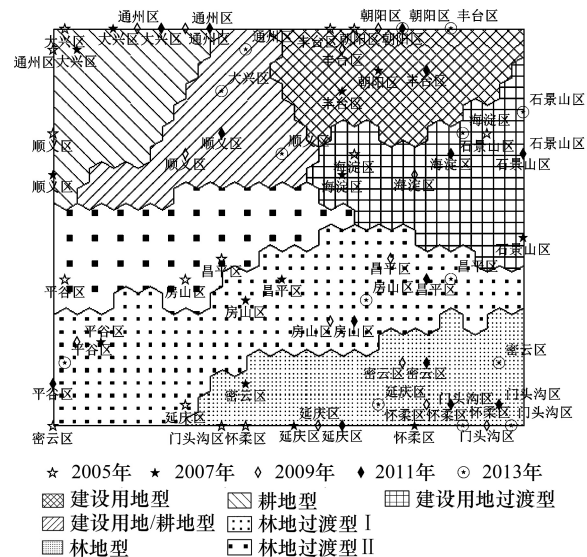 通州区 朝阳区 朝阳区 丰台区
大兴区 大兴区 大兴区 通州区 通州区 丰台区 朝阳区 朝阳区
通州区 大兴区 丰台区
大兴区 朝阳区 丰台区
丰台区 石景山区
海淀区
顺义区 顺义区 顺义区 石景山区 石景山区
顺义区 海淀区 海淀区 石景山区
顺义区 海淀区 海淀区
石景山区
昌平区 昌平区
平谷区 房山区 昌平区 房山区 昌平区
房山区
平谷区 房山区 房山区
平谷区 密云区
密云区 密云区
平谷区 密云区 延庆区 门头沟区 门头沟区
延庆区 怀柔区 怀柔区 怀柔区 门头沟区
密云区 门头沟区 怀柔区 延庆区 延庆区 怀柔区 门头沟区
2005年 2007年 2009年 2011年 2013年
建设用地型 耕地型 建设用地过渡型
建设用地/耕地型 林地过渡型Ⅰ
林地型 林地过渡型Ⅱ